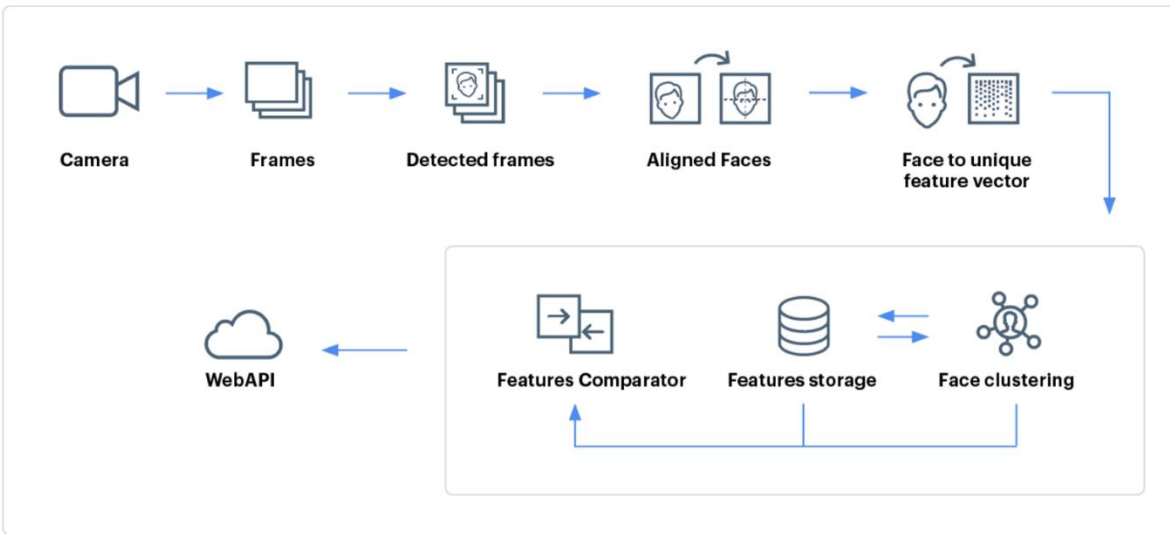 Camera
Frames
Detected frames
Aligned Faces
Face to unique
feature vector
WebAPI
Features Comparator
Features storage
Face clustering